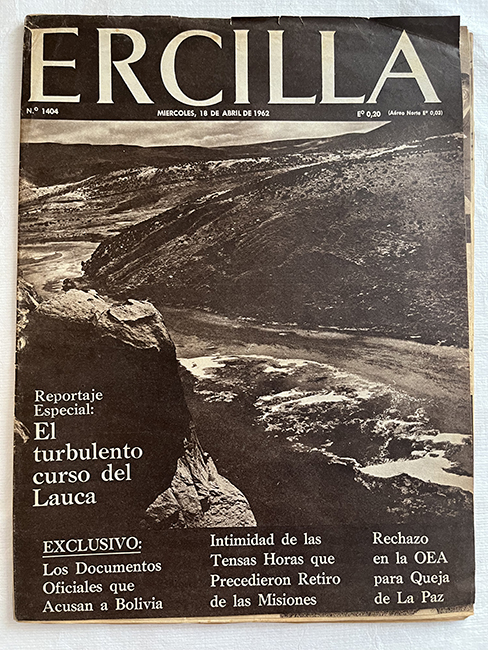 ERCILLA
N.º 1404 MIERCOLES, 18 DE ABRIL DE 1962 Eº 0,20 (Aéreo Norte Eº 0,03)
Reportaje
Especial:
El
turbulento
curso del
Lauca
EXCLUSIVO:
Los Documentos
Oficiales que
Acusan a Bolivia
Intimidad de las
Tensas Horas que
Precedieron Retiro
de las Misiones
Rechazo
en la OEA
para Queja
de La Paz